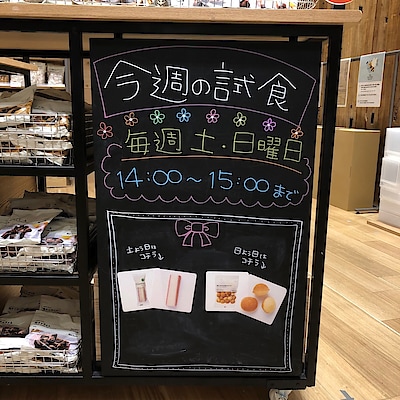 今週の試食
毎週 土・日曜日
14:00～15:00まで
土よう日は
コチラ↓
日よう日は
コチラ↓